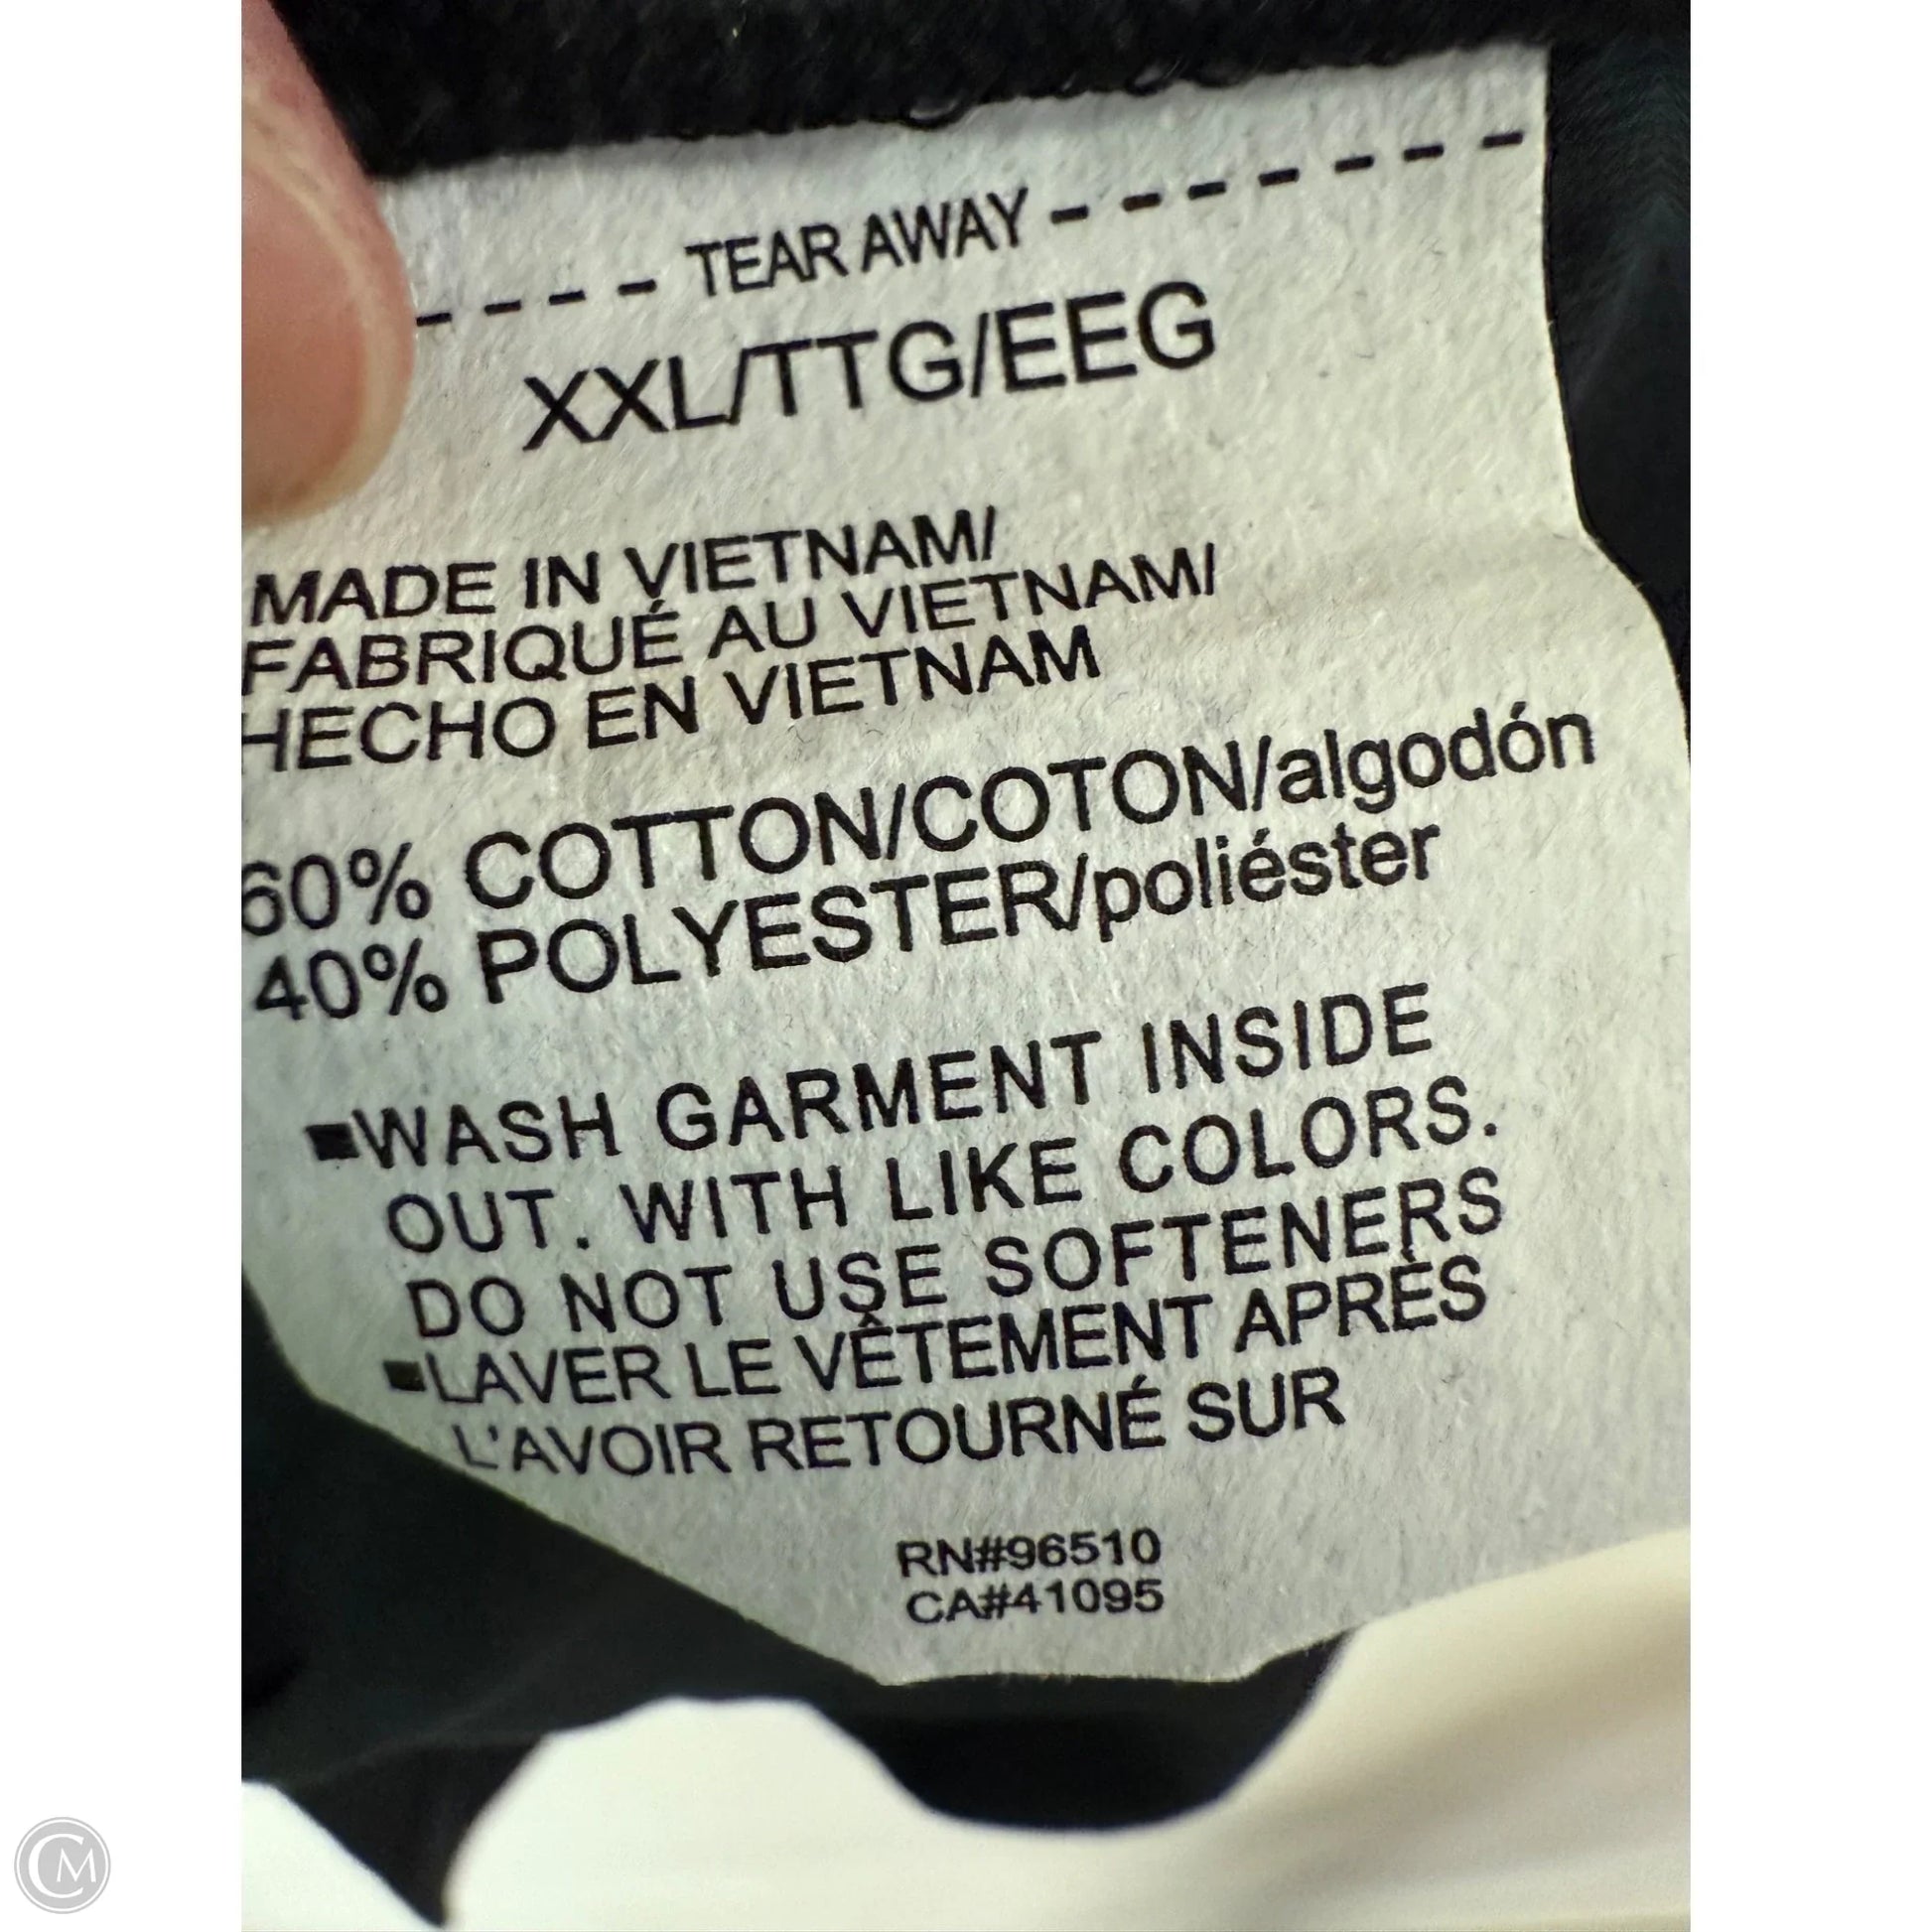 TEAR AWAY
XXL/TTG/EEG
MADE IN VIETNAM/
FABRIQUÉ AU VIETNAM/
HECHO EN VIETNAM
60% COTTON/COTON/algodón
40% POLYESTER/poliéster
▪WASH GARMENT INSIDE
OUT. WITH LIKE COLORS.
DO NOT USE SOFTENERS
▪LAVER LE VÊTEMENT APRÈS
L'AVOIR RETOURNÉ SUR
RN#96510
CA#41095
CM